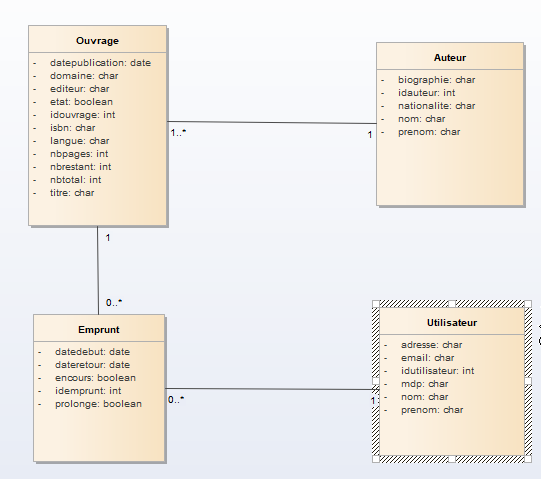 Ouvrage
- datepublication: date
- domaine: char
- editeur: char
- etat: boolean
- idouvrage: int
- isbn: char
- langue: char
- nbpages: int
- nbrestant: int
- nbtotal: int
- titre: char
Auteur
- biographie: char
- idauteur: int
- nationalite: char
- nom: char
- prenom: char
1..*
1
1
0..*
Emprunt
- datedebut: date
- dateretour: date
- encours: boolean
- idemprunt: int
- prolonge: boolean
Utilisateur
- adresse: char
- email: char
- idutilisateur: int
- mdp: char
- nom: char
- prenom: char
0..*
1